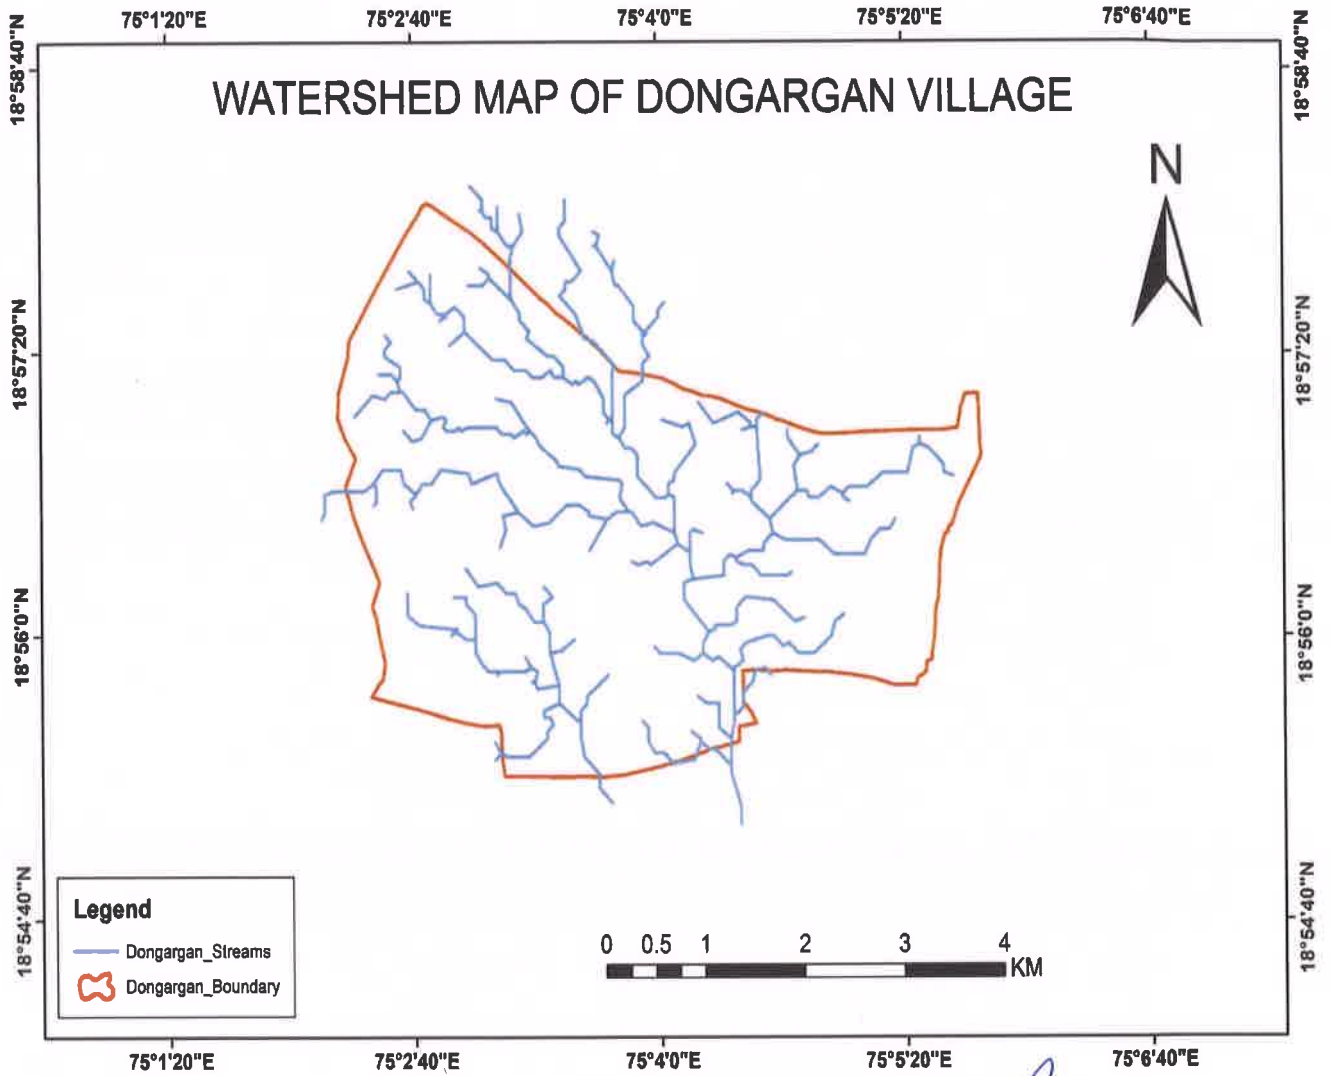 75°1'20"E 75°2'40"E 75°4'0"E 75°5'20"E 75°6'40"E
18°58'40"N 18°58'40"N
WATERSHED MAP OF DONGARGAN VILLAGE
N
18°57'20"N 18°57'20"N
18°56'0"N 18°56'0"N
18°54'40"N 18°54'40"N
Legend
Dongargan_Streams
Dongargan_Boundary
0 0.5 1 2 3 4
KM
75°1'20"E 75°2'40"E 75°4'0"E 75°5'20"E 75°6'40"E